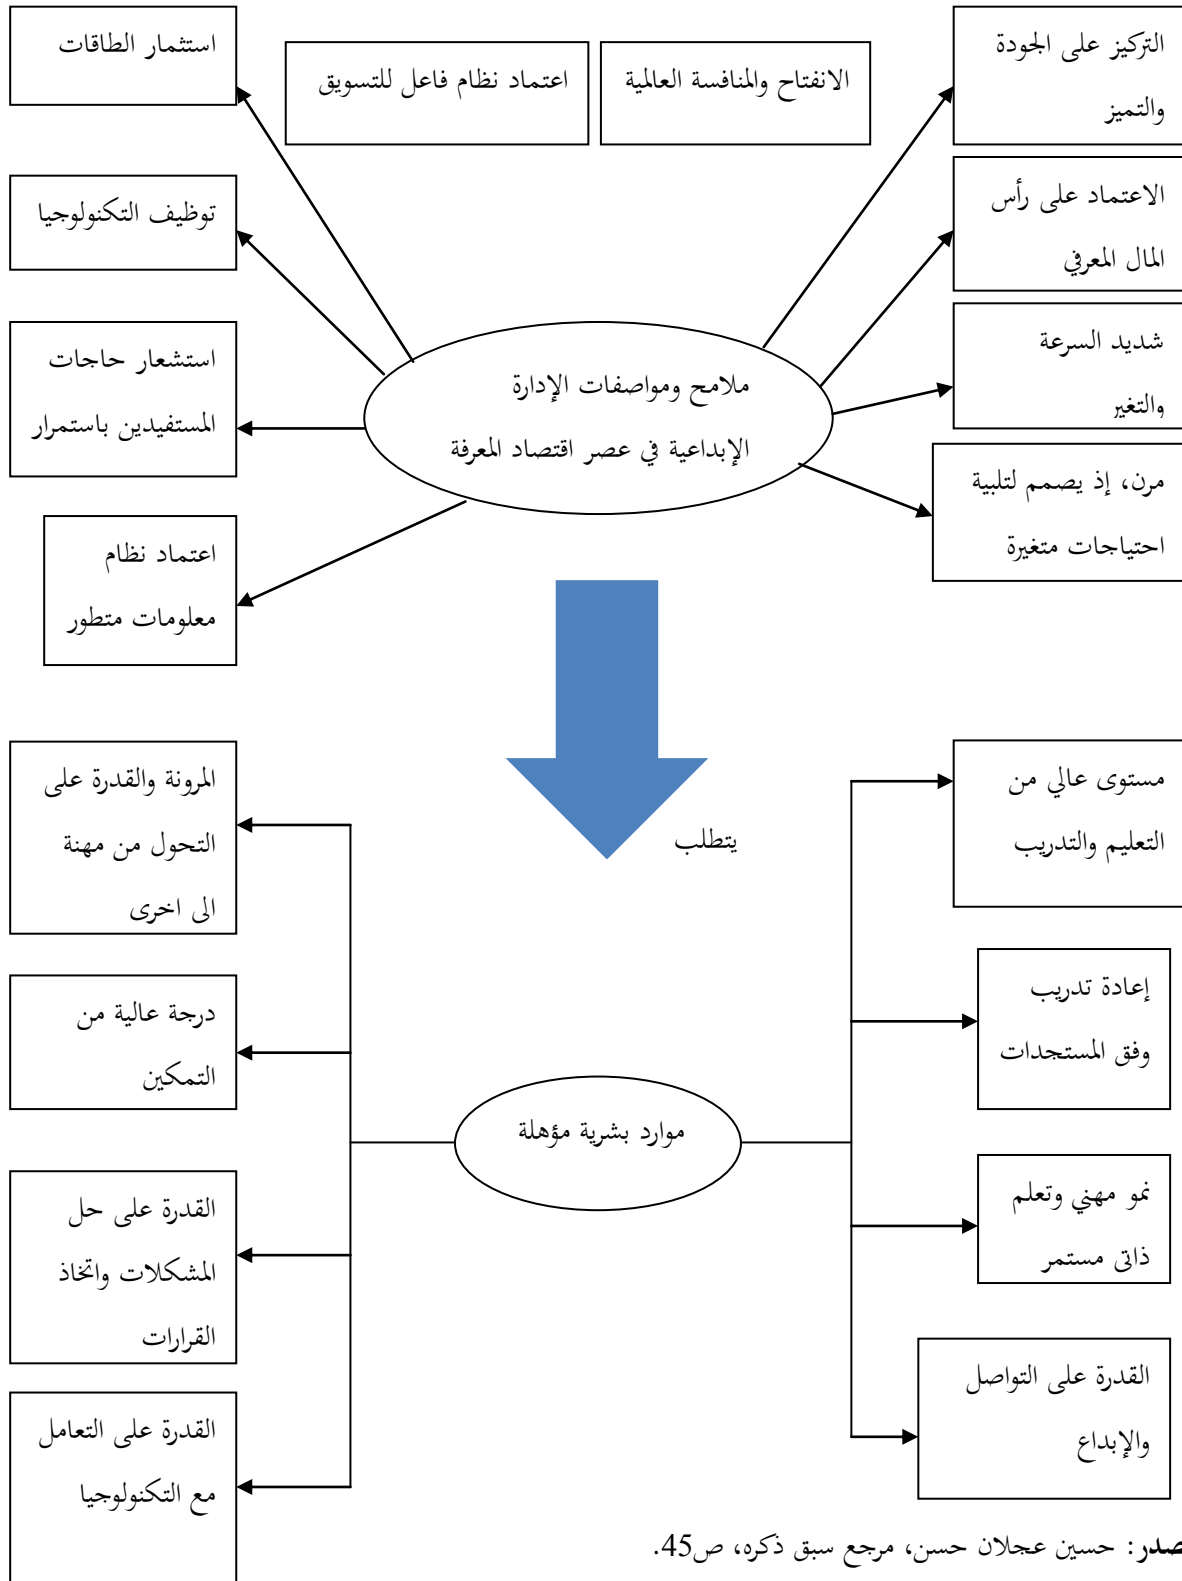 التركيز على الجودة
والتميز
الانفتاح والمنافسة العالمية
اعتماد نظام فاعل للتسويق
استثمار الطاقات
الاعتماد على رأس
المال المعرفي
توظيف التكنولوجيا
شديد السرعة
والتغير
استشعار حاجات
المستفيدين باستمرار
ملامح ومواصفات الإدارة
الإبداعية في عصر اقتصاد المعرفة
مرن، إذ يصمم لتلبية
احتياجات متغيرة
اعتماد نظام
معلومات متطور
يتطلب
مستوى عالي من
التعليم والتدريب
المرونة والقدرة على
التحول من مهنة
الى اخرى
إعادة تدريب
وفق المستجدات
درجة عالية من
التمكين
موارد بشرية مؤهلة
نمو مهني وتعلم
ذاتي مستمر
القدرة على حل
المشكلات واتخاذ
القرارات
القدرة على التواصل
والإبداع
القدرة على التعامل
مع التكنولوجيا
صدر: حسين عجلان حسن، مرجع سبق ذكره، ص45.